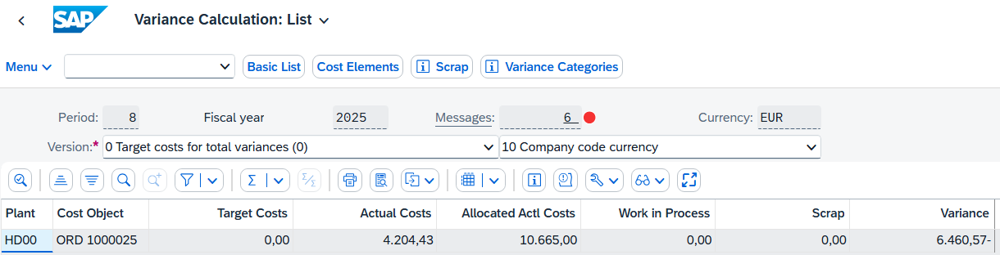 SAP Variance Calculation: List
Menu Basic List Cost Elements Scrap Variance Categories
Period: 8 Fiscal year 2025 Messages: 6 Currency: EUR
Version:* 0 Target costs for total variances (0) 10 Company code currency
Plant Cost Object Target Costs Actual Costs Allocated Actl Costs Work in Process Scrap Variance
HD00 ORD 1000025 0,00 4.204,43 10.665,00 0,00 0,00 6.460,57-